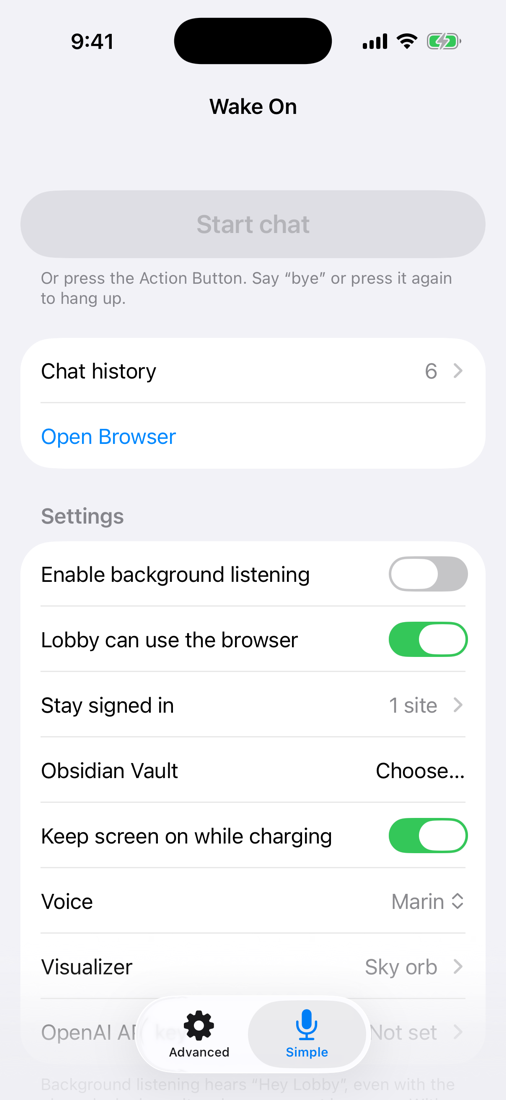 9:41
Wake On
Start chat
Or press the Action Button. Say “bye” or press it again
to hang up.
Chat history 6
Open Browser
Settings
Enable background listening
Lobby can use the browser
Stay signed in 1 site
Obsidian Vault Choose...
Keep screen on while charging
Voice Marin
Visualizer Sky orb
OpenAI key Not set
Advanced Simple
Background listening hears “Hey Lobby”, even with the